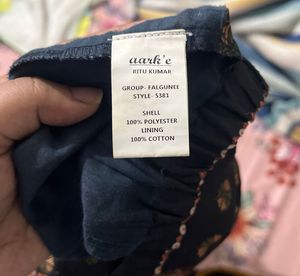 aark'e
RITU KUMAR
GROUP- FALGUNEE
STYLE- 5381
SHELL
100% POLYESTER
LINING
100% COTTON